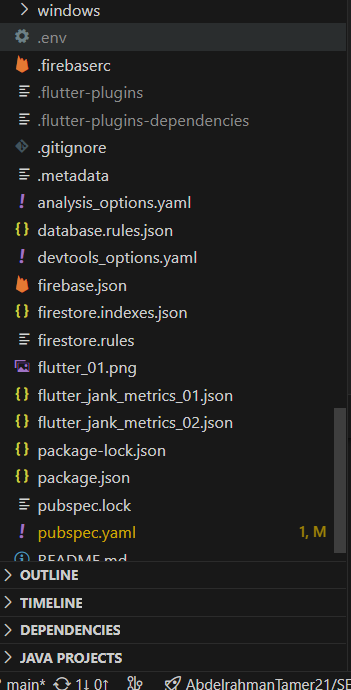 windows
.env
.firebaserc
.flutter-plugins
.flutter-plugins-dependencies
.gitignore
.metadata
analysis_options.yaml
database.rules.json
devtools_options.yaml
firebase.json
firestore.indexes.json
firestore.rules
flutter_01.png
flutter_jank_metrics_01.json
flutter_jank_metrics_02.json
package-lock.json
package.json
pubspec.lock
pubspec.yaml 1, M
README.md
OUTLINE
TIMELINE
DEPENDENCIES
JAVA PROJECTS
main* 1↓ 0↑ AbdelrahmanTamer21/SE